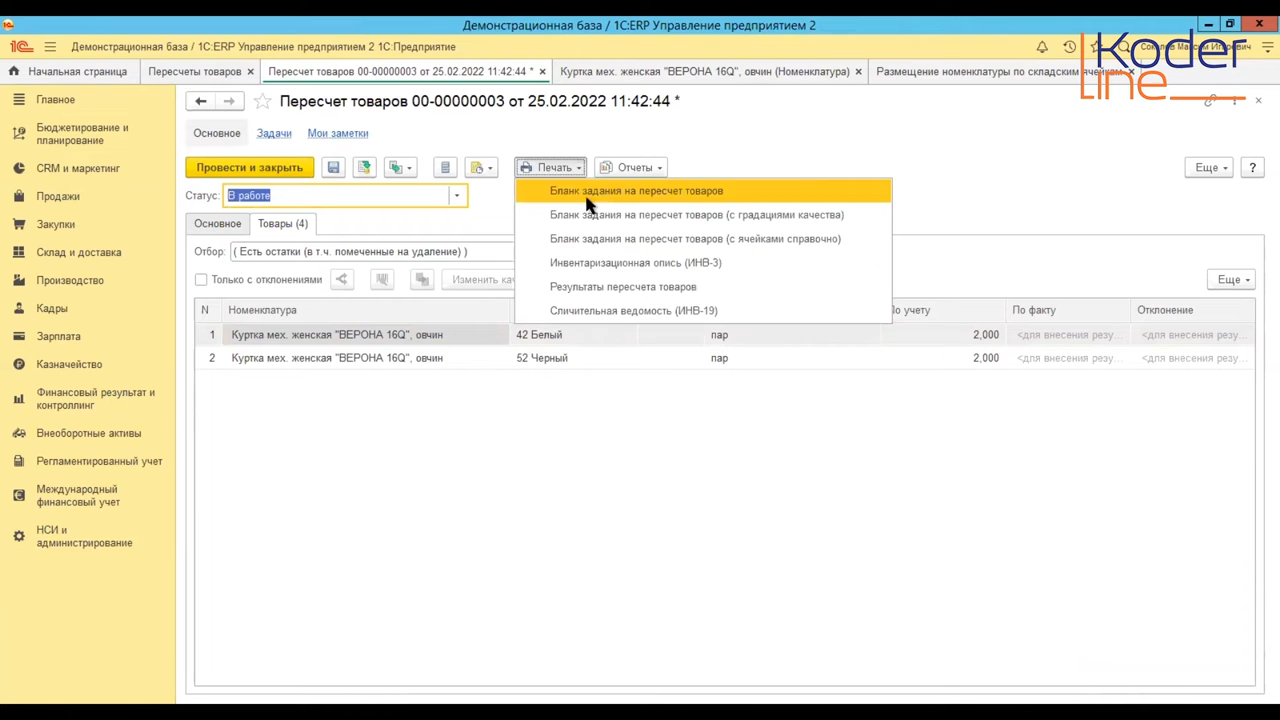 Демонстрационная база / 1С:ERP Управление предприятием 2
Демонстрационная база / 1С:ERP Управление предприятием 2 1С:Предприятие
Koder
line
Начальная страница
Пересчеты товаров
Пересчет товаров 00-00000003 от 25.02.2022 11:42:44 *
Куртка мех. женская "ВЕРОНА 16Q", овчин (Номенклатура)
Размещение номенклатуры по складским ячейкам
Главное
Бюджетирование и
планирование
CRM и маркетинг
Продажи
Закупки
Склад и доставка
Производство
Кадры
Зарплата
Казначейство
Финансовый результат и
контроллинг
Внеоборотные активы
Регламентированный учет
Международный
финансовый учет
НСИ и
администрирование
Пересчет товаров 00-00000003 от 25.02.2022 11:42:44 *
Основное
Задачи
Мои заметки
Провести и закрыть
Печать
Отчеты
Еще
?
Статус:
В работе
Бланк задания на пересчет товаров
Бланк задания на пересчет товаров (с градациями качества)
Бланк задания на пересчет товаров (с ячейками справочно)
Инвентаризационная опись (ИНВ-3)
Результаты пересчета товаров
Сличительная ведомость (ИНВ-19)
Основное
Товары (4)
Отбор:
( Есть остатки (в т.ч. помеченные на удаление) )
Только с отклонениями
Изменить
Еще
N Номенклатура По учету По факту Отклонение
1 Куртка мех. женская "ВЕРОНА 16Q", овчин 42 Белый пар 2,000 <для внесения резу... <для внесения резу...
2 Куртка мех. женская "ВЕРОНА 16Q", овчин 52 Черный пар 2,000 <для внесения резу... <для внесения резу...